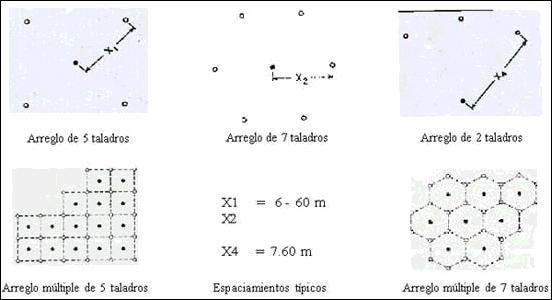 X1
X2
X4
Arreglo de 5 taladros
Arreglo de 7 taladros
Arreglo de 2 taladros
X1 = 6 - 60 m
X2
X4 = 7.60 m
Arreglo múltiple de 5 taladros
Espaciamientos típicos
Arreglo múltiple de 7 taladros